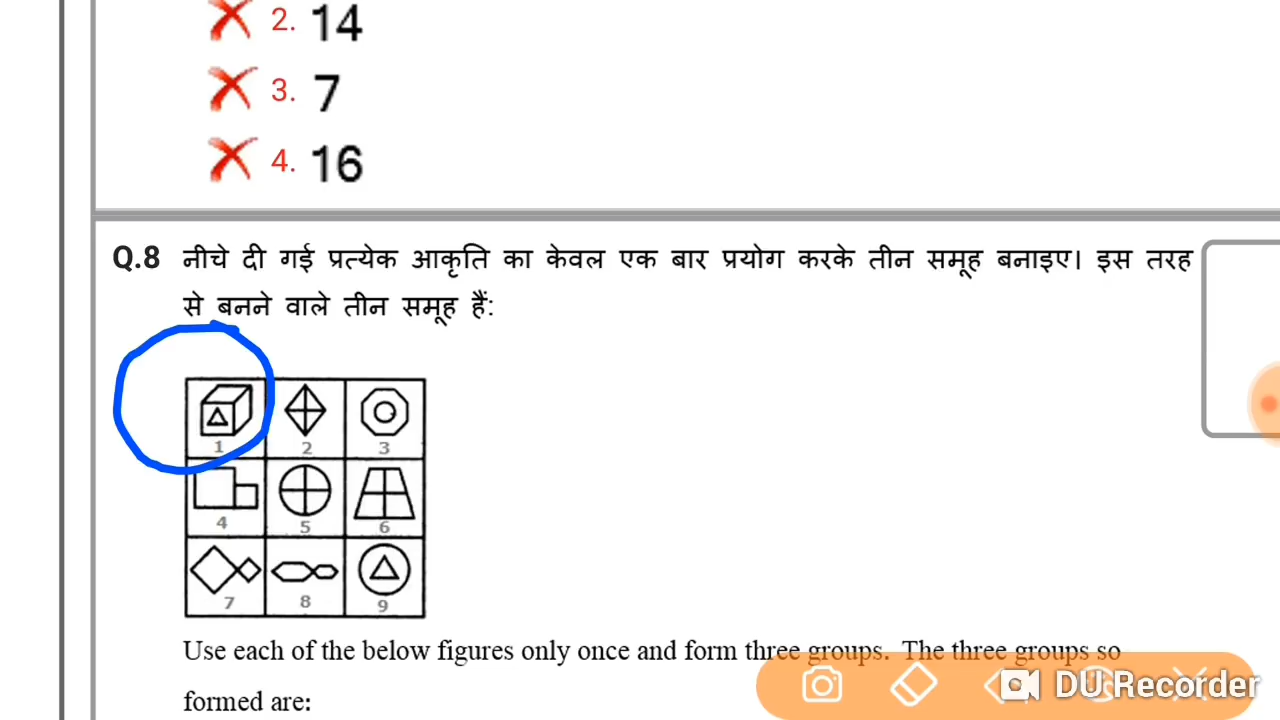 2. 14
3. 7
4. 16
Q.8 नीचे दी गई प्रत्येक आकृति का केवल एक बार प्रयोग करके तीन समूह बनाइए। इस तरह
से बनने वाले तीन समूह हैं:
1 2 3
4 5 6
7 8 9
Use each of the below figures only once and form three groups. The three groups so
formed are:
DU Recorder